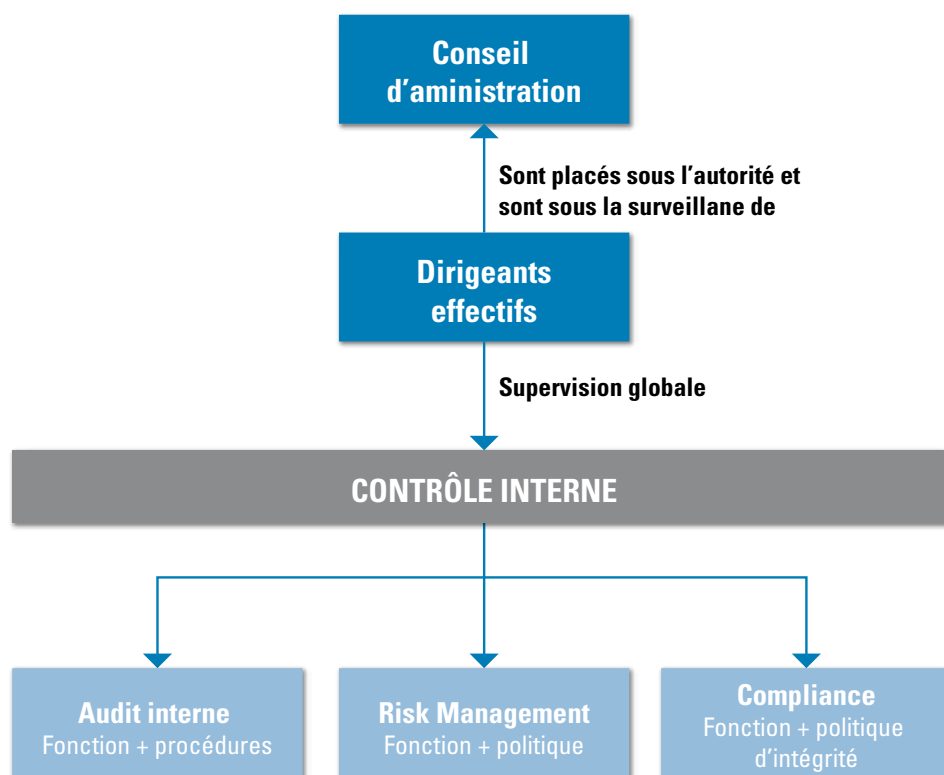 Conseil
d’aministration
Sont placés sous l’autorité et
sont sous la surveillane de
Dirigeants
effectifs
Supervision globale
CONTRÔLE INTERNE
Audit interne
Fonction + procédures
Risk Management
Fonction + politique
Compliance
Fonction + politique
d’intégrité